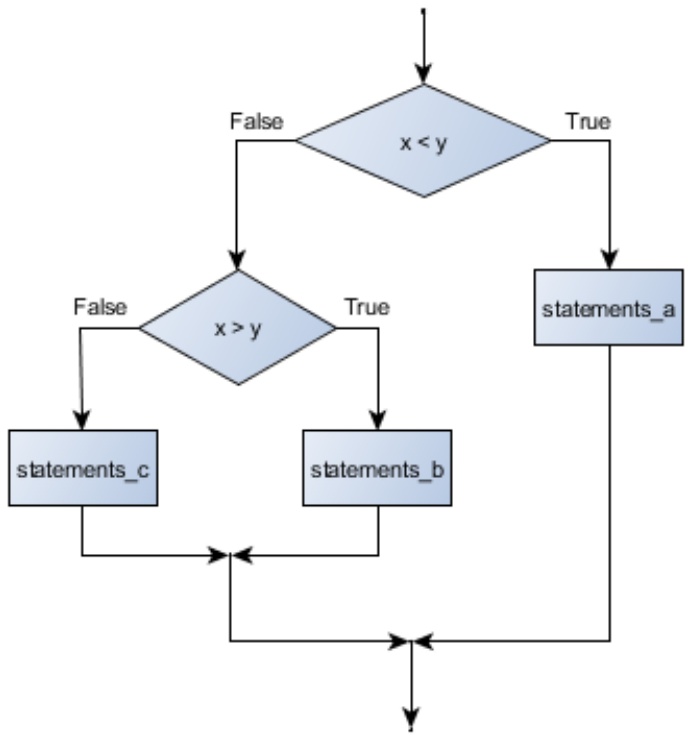 False
True
x < y
statements_a
False
True
x > y
statements_c
statements_b